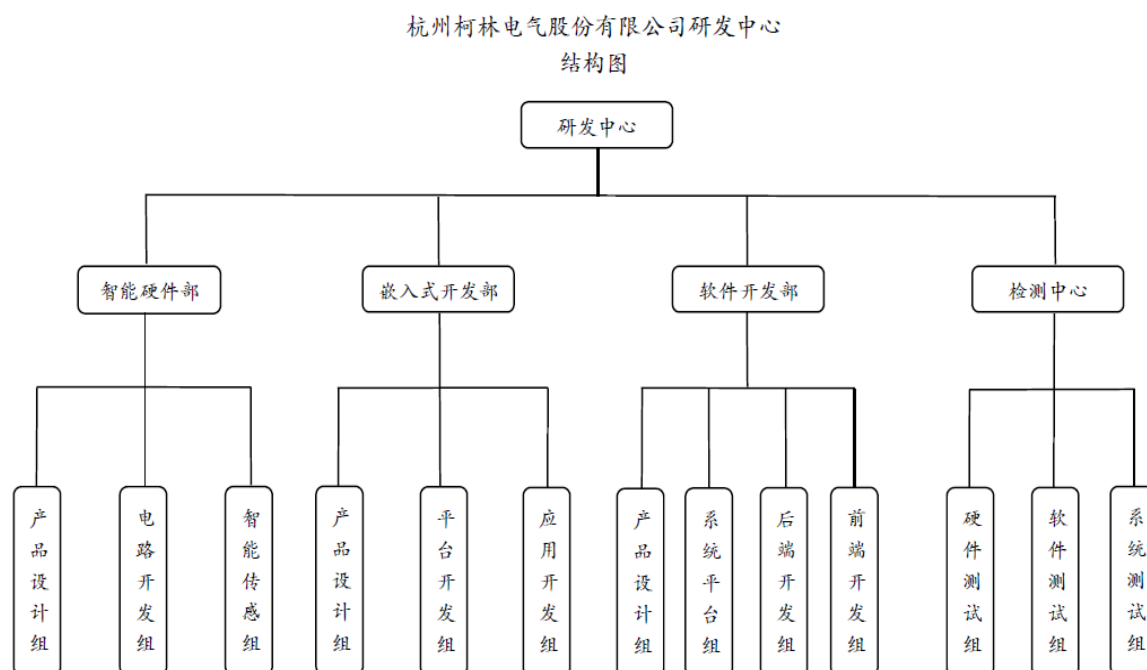 杭州柯林电气股份有限公司研发中心
结构图
研发中心
智能硬件部
嵌入式开发部
软件开发部
检测中心
产品设计组
电路开发组
智能传感组
产品设计组
平台开发组
应用开发组
产品设计组
系统平台组
后端开发组
前端开发组
硬件测试组
软件测试组
系统测试组